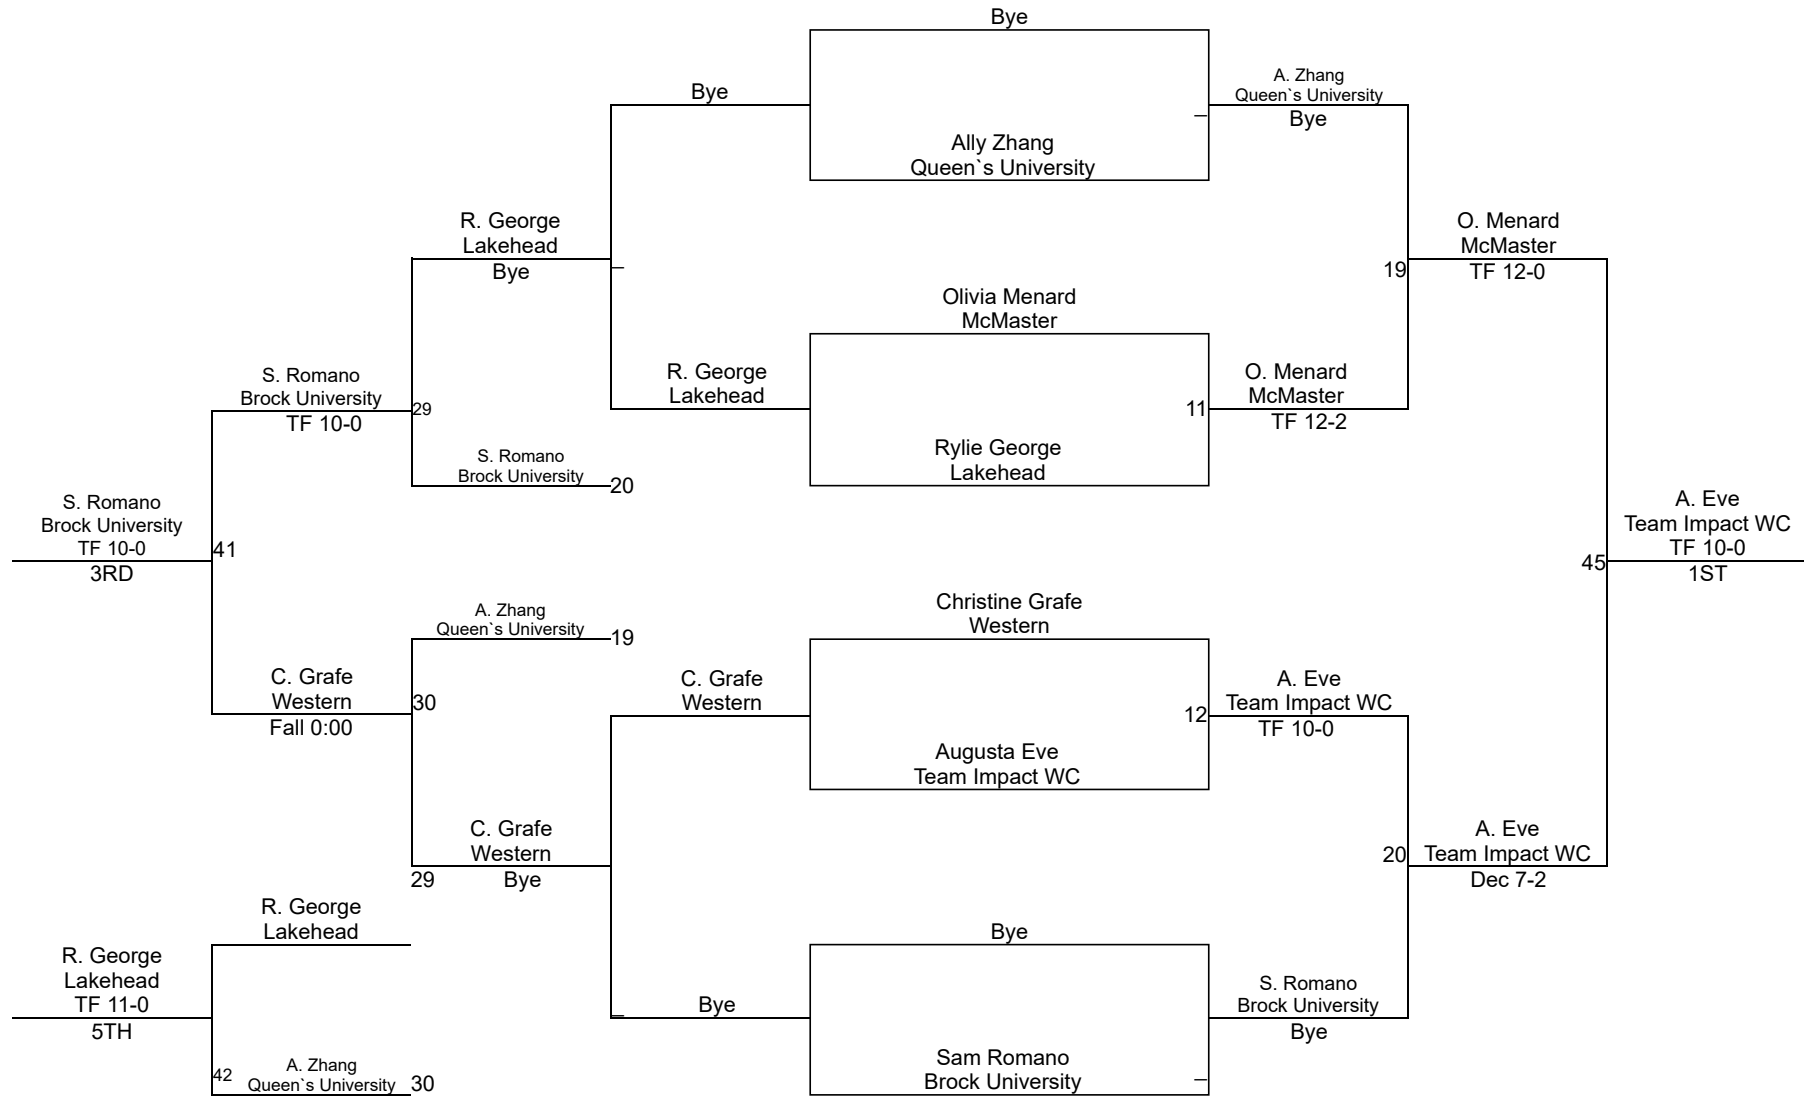 Bye
A. Zhang
Queen`s University
Bye
Bye
Ally Zhang
Queen`s University
R. George
Lakehead
Bye
O. Menard
McMaster
TF 12-0
19
Olivia Menard
McMaster
S. Romano
Brock University
TF 10-0
29
R. George
Lakehead
11
O. Menard
McMaster
TF 12-2
Rylie George
Lakehead
S. Romano
Brock University
20
S. Romano
Brock University
TF 10-0
3RD
41
45
A. Eve
Team Impact WC
TF 10-0
1ST
A. Zhang
Queen`s University
19
Christine Grafe
Western
C. Grafe
Western
Fall 0:00
30
C. Grafe
Western
12
A. Eve
Team Impact WC
TF 10-0
Augusta Eve
Team Impact WC
C. Grafe
Western
Bye
29
20
A. Eve
Team Impact WC
Dec 7-2
R. George
Lakehead
Bye
R. George
Lakehead
TF 11-0
5TH
Bye
S. Romano
Brock University
Bye
42
A. Zhang
Queen`s University
30
Sam Romano
Brock University